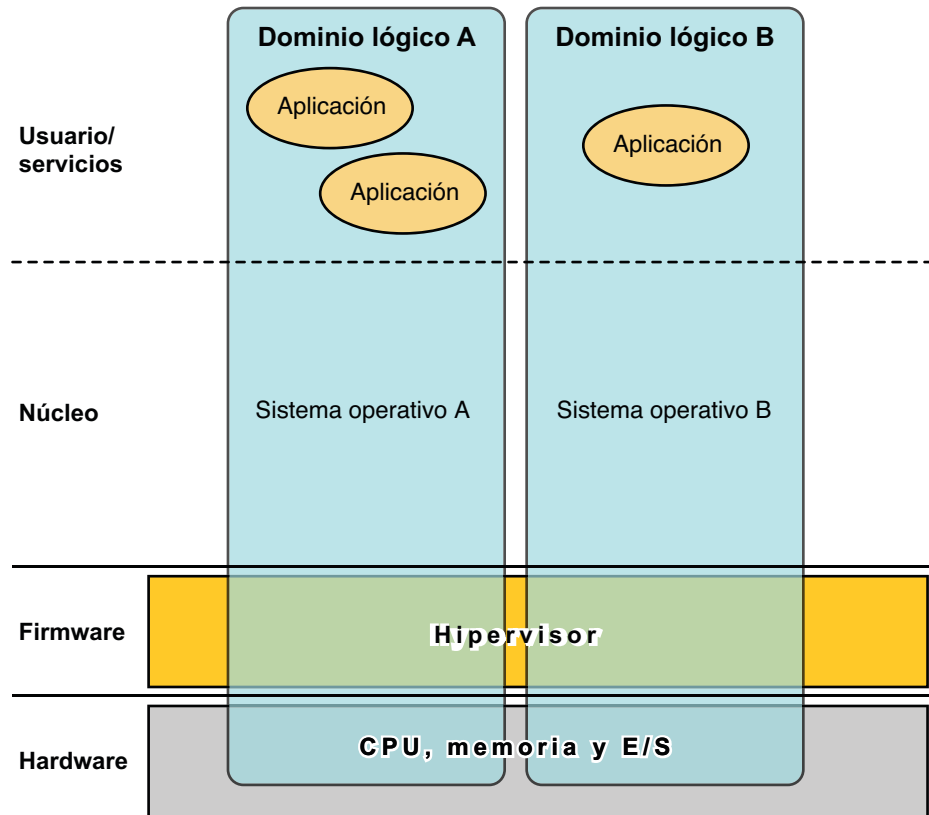 Dominio lógico A
Dominio lógico B
Aplicación
Aplicación
Aplicación
Usuario/
servicios
Núcleo
Sistema operativo A
Sistema operativo B
Firmware
Hipervisor
Hardware
CPU, memoria y E/S